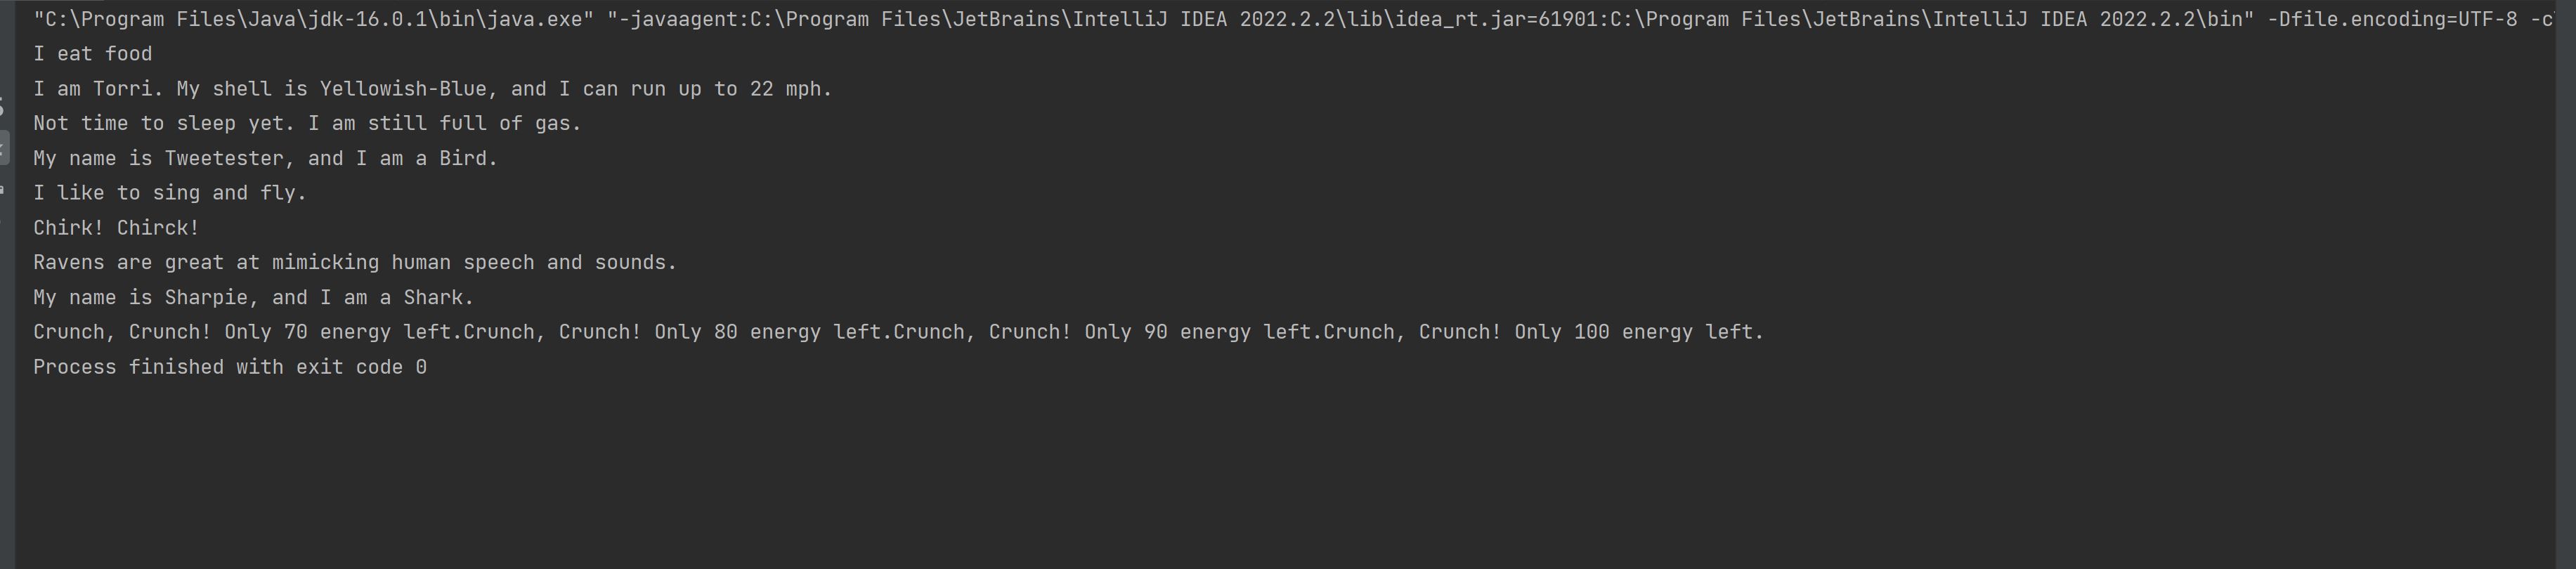 "C:\Program Files\Java\jdk-16.0.1\bin\java.exe" "-javaagent:C:\Program Files\JetBrains\IntelliJ IDEA 2022.2.2\lib\idea_rt.jar=61901:C:\Program Files\JetBrains\IntelliJ IDEA 2022.2.2\bin" -Dfile.encoding=UTF-8
I eat food
I am Torri. My shell is Yellowish-Blue, and I can run up to 22 mph.
Not time to sleep yet. I am still full of gas.
My name is Tweetester, and I am a Bird.
I like to sing and fly.
Chirk! Chirck!
Ravens are great at mimicking human speech and sounds.
My name is Sharpie, and I am a Shark.
Crunch, Crunch! Only 70 energy left.Crunch, Crunch! Only 80 energy left.Crunch, Crunch! Only 90 energy left.Crunch, Crunch! Only 100 energy left.
Process finished with exit code 0